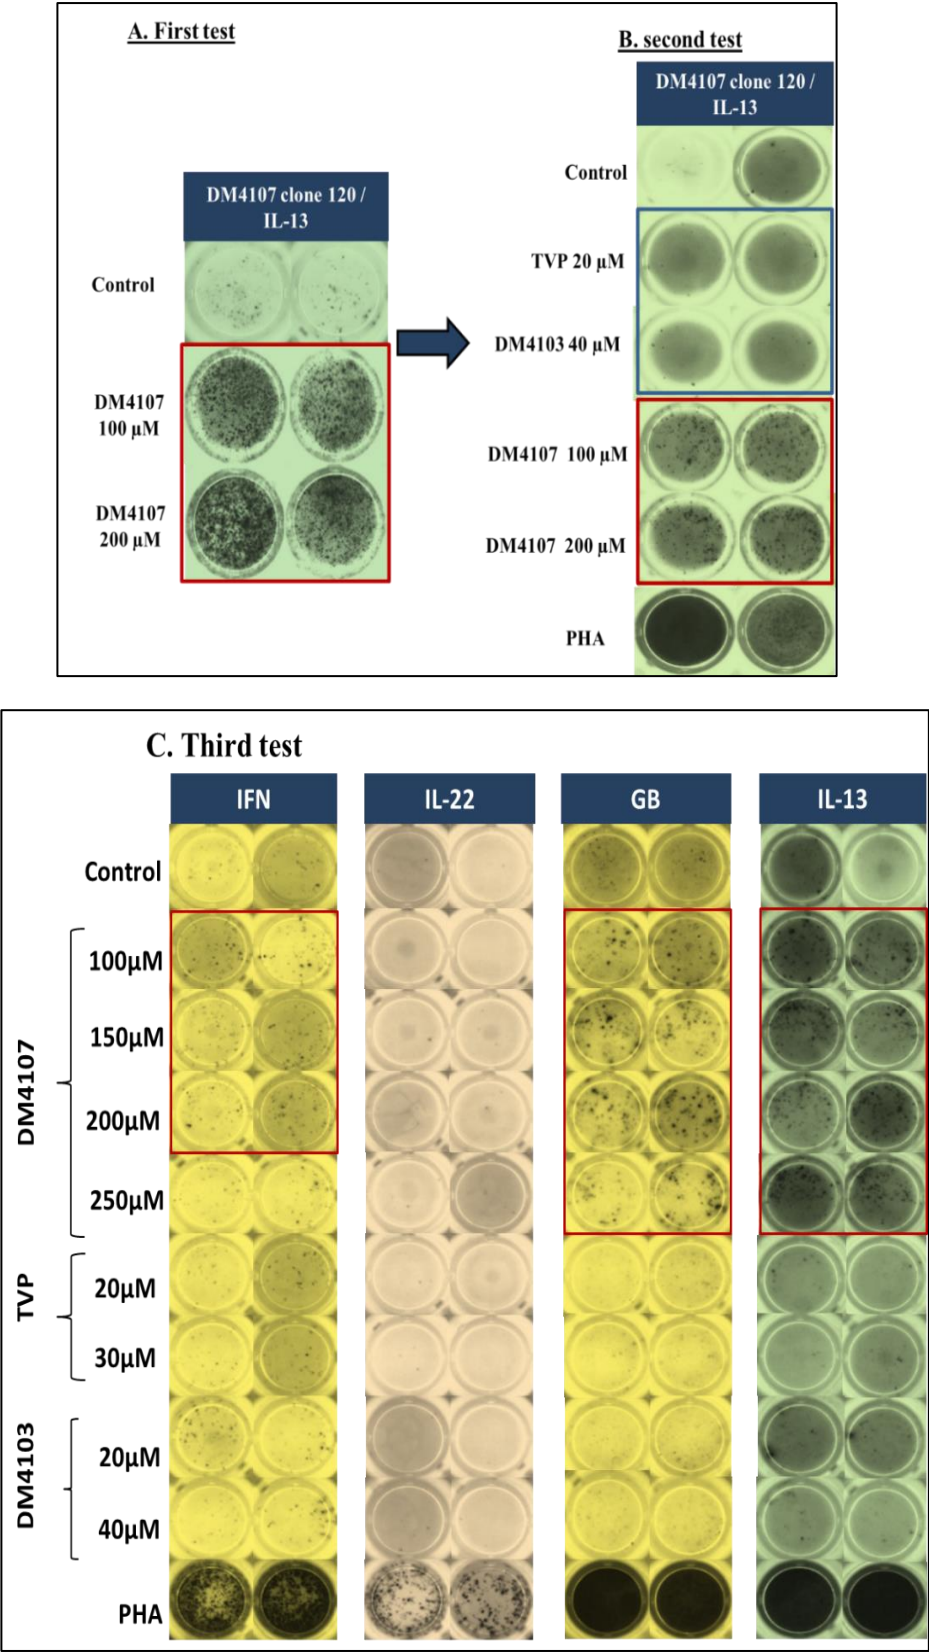 A. First test
DM4107 clone 120 /
IL-13
Control
DM4107
100 µM
DM4107
200 µM
B. second test
DM4107 clone 120 /
IL-13
Control
TVP 20 µM
DM4103 40 µM
DM4107 100 µM
DM4107 200 µM
PHA
C. Third test
IFN
IL-22
GB
IL-13
Control
DM4107
100µM
150µM
200µM
250µM
TVP
20µM
30µM
DM4103
20µM
40µM
PHA